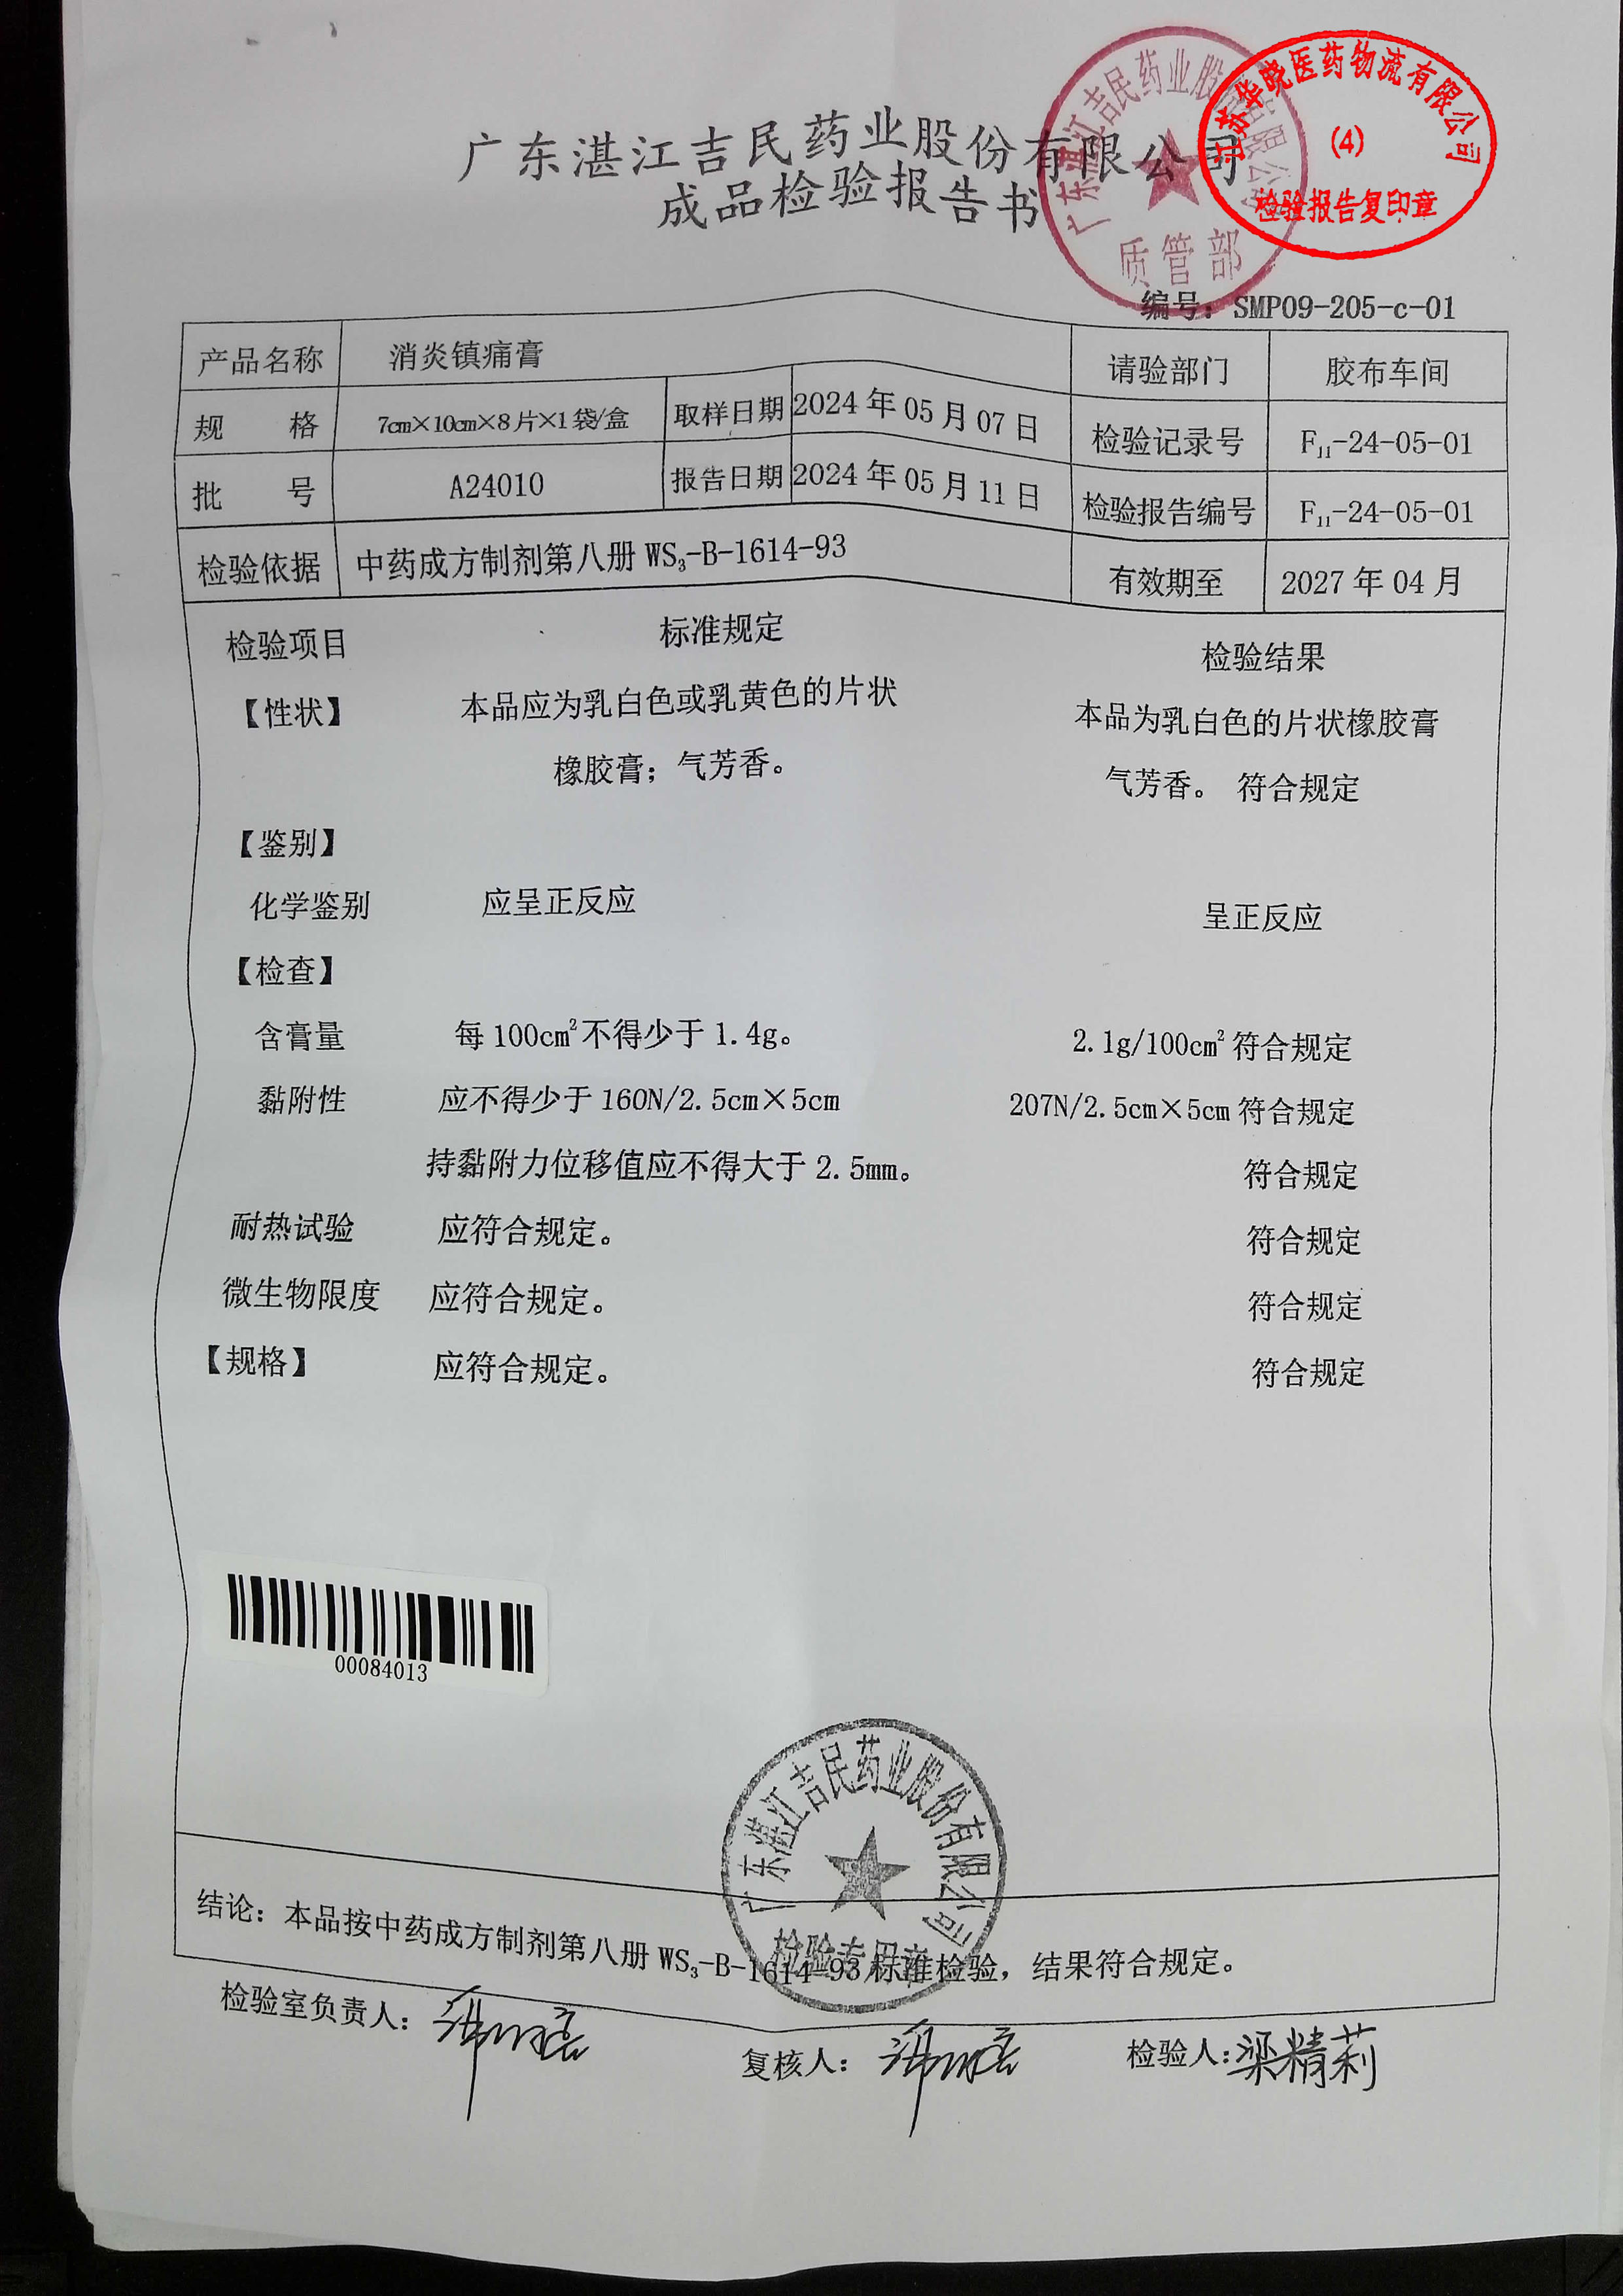 广东湛江吉民药业股份有限公司
成品检验报告书
广东湛江吉民药业股份有限公司
质管部
江苏华晓医药物流有限公司
(4)
检验报告复印章
编号：SMP09-205-c-01
产品名称 消炎镇痛膏 请验部门 胶布车间
规 格 7cm×10cm×8片×1袋/盒 取样日期 2024年05月07日 检验记录号 F₁₁-24-05-01
批 号 A24010 报告日期 2024年05月11日 检验报告编号 F₁₁-24-05-01
检验依据 中药成方制剂第八册 WS₃-B-1614-93 有效期至 2027年04月
检验项目 标准规定 检验结果
【性状】 本品应为乳白色或乳黄色的片状 本品为乳白色的片状橡胶膏
橡胶膏；气芳香。 气芳香。 符合规定
【鉴别】
化学鉴别 应呈正反应 呈正反应
【检查】
含膏量 每100cm²不得少于1.4g。 2.1g/100cm²符合规定
黏附性 应不得少于160N/2.5cm×5cm 207N/2.5cm×5cm符合规定
持黏附力位移值应不得大于2.5mm。 符合规定
耐热试验 应符合规定。 符合规定
微生物限度 应符合规定。 符合规定
【规格】 应符合规定。 符合规定
00084013
广东湛江吉民药业股份有限公司
检验专用章
结论：本品按中药成方制剂第八册 WS₃-B-1614-93标准检验，结果符合规定。
检验室负责人：
复核人：
检验人：梁精莉